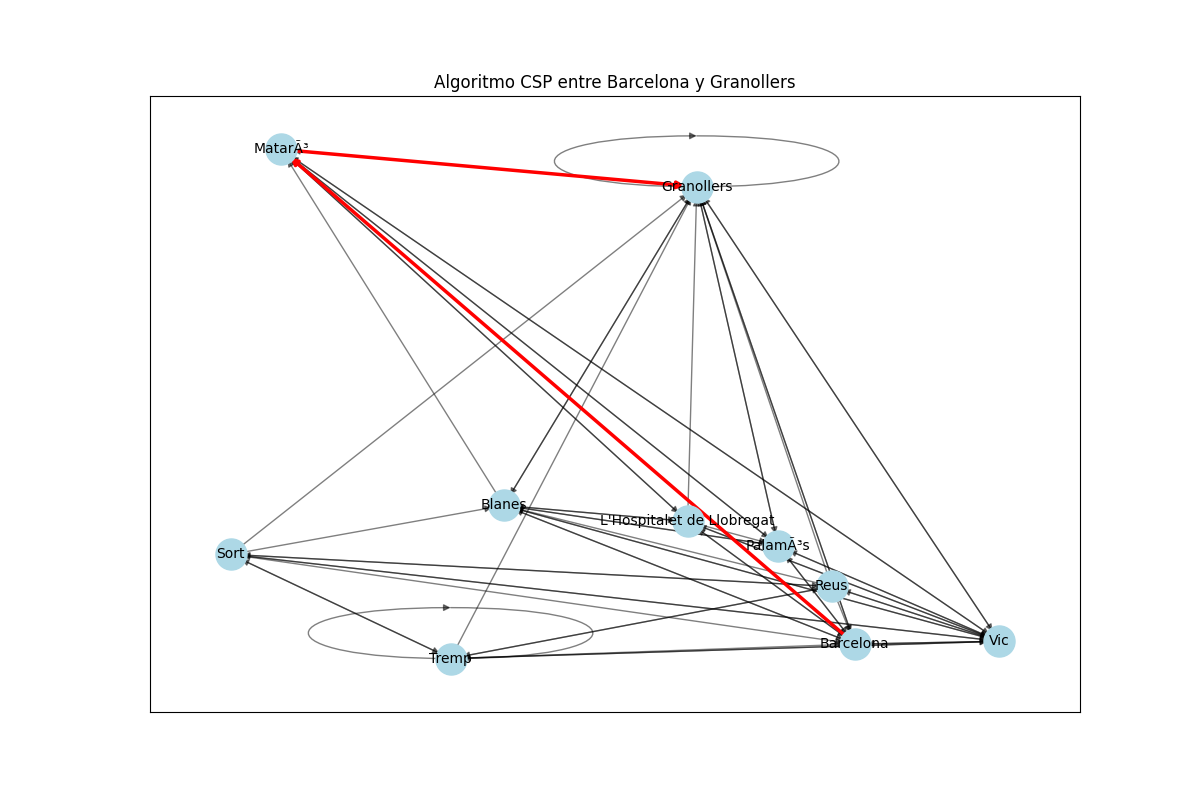 Algoritmo CSP entre Barcelona y Granollers
MatarÃ³
Granollers
Blanes
L'Hospitalet de Llobregat
PalamÃ³s
Sort
Reus
Barcelona
Vic
Tremp